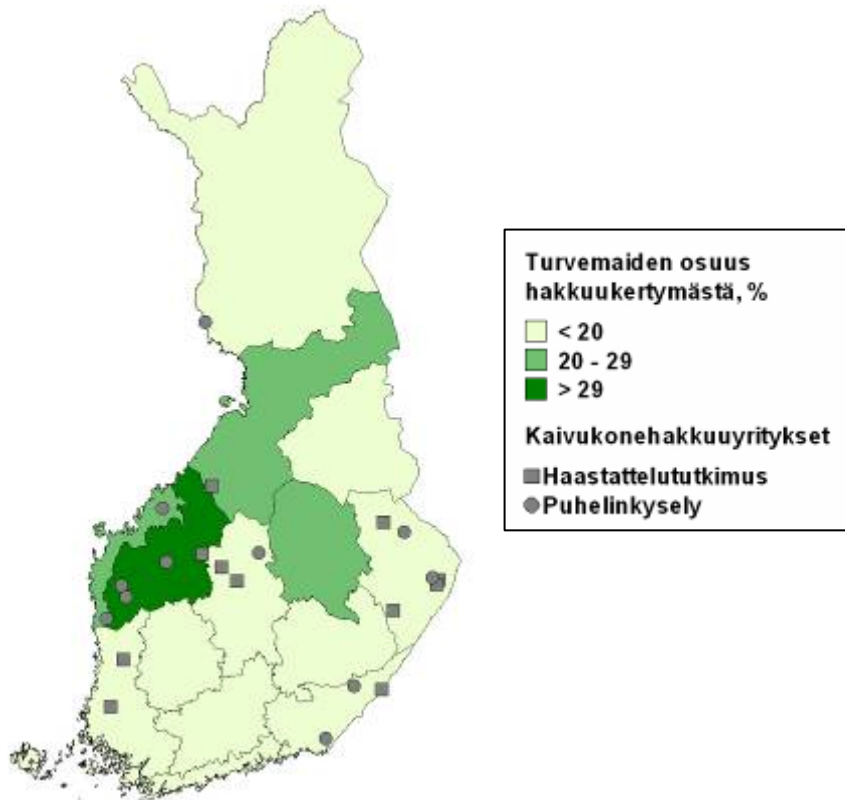 Turvemaiden osuus
hakkuukertymästä, %
< 20
20 - 29
> 29
Kaivukonehakkuuyritykset
Haastattelututkimus
Puhelinkysely